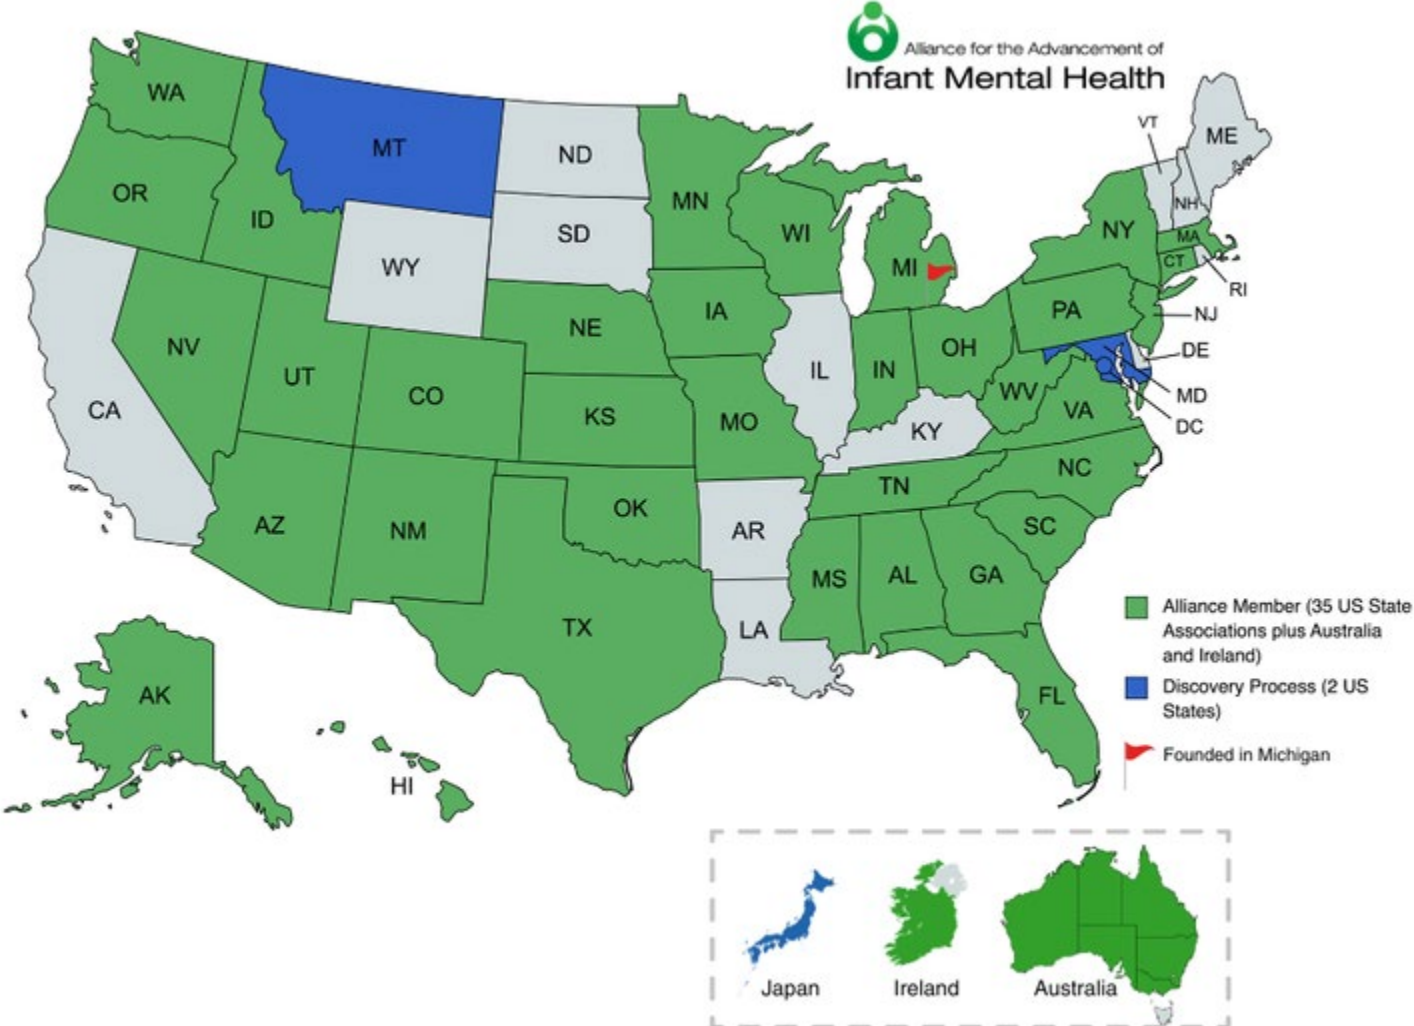 Alliance for the Advancement of
Infant Mental Health
WA
MT
ND
MN
VT
ME
OR
ID
SD
WI
NY
NH
MA
WY
MI
CT
RI
NV
NE
IA
PA
NJ
UT
CO
IL
IN
OH
DE
CA
KS
MO
WV
VA
MD
KY
DC
AZ
NM
OK
TN
NC
AR
SC
MS
AL
GA
TX
LA
FL
AK
HI
Alliance Member (35 US State
Associations plus Australia
and Ireland)
Discovery Process (2 US
States)
Founded in Michigan
Japan
Ireland
Australia